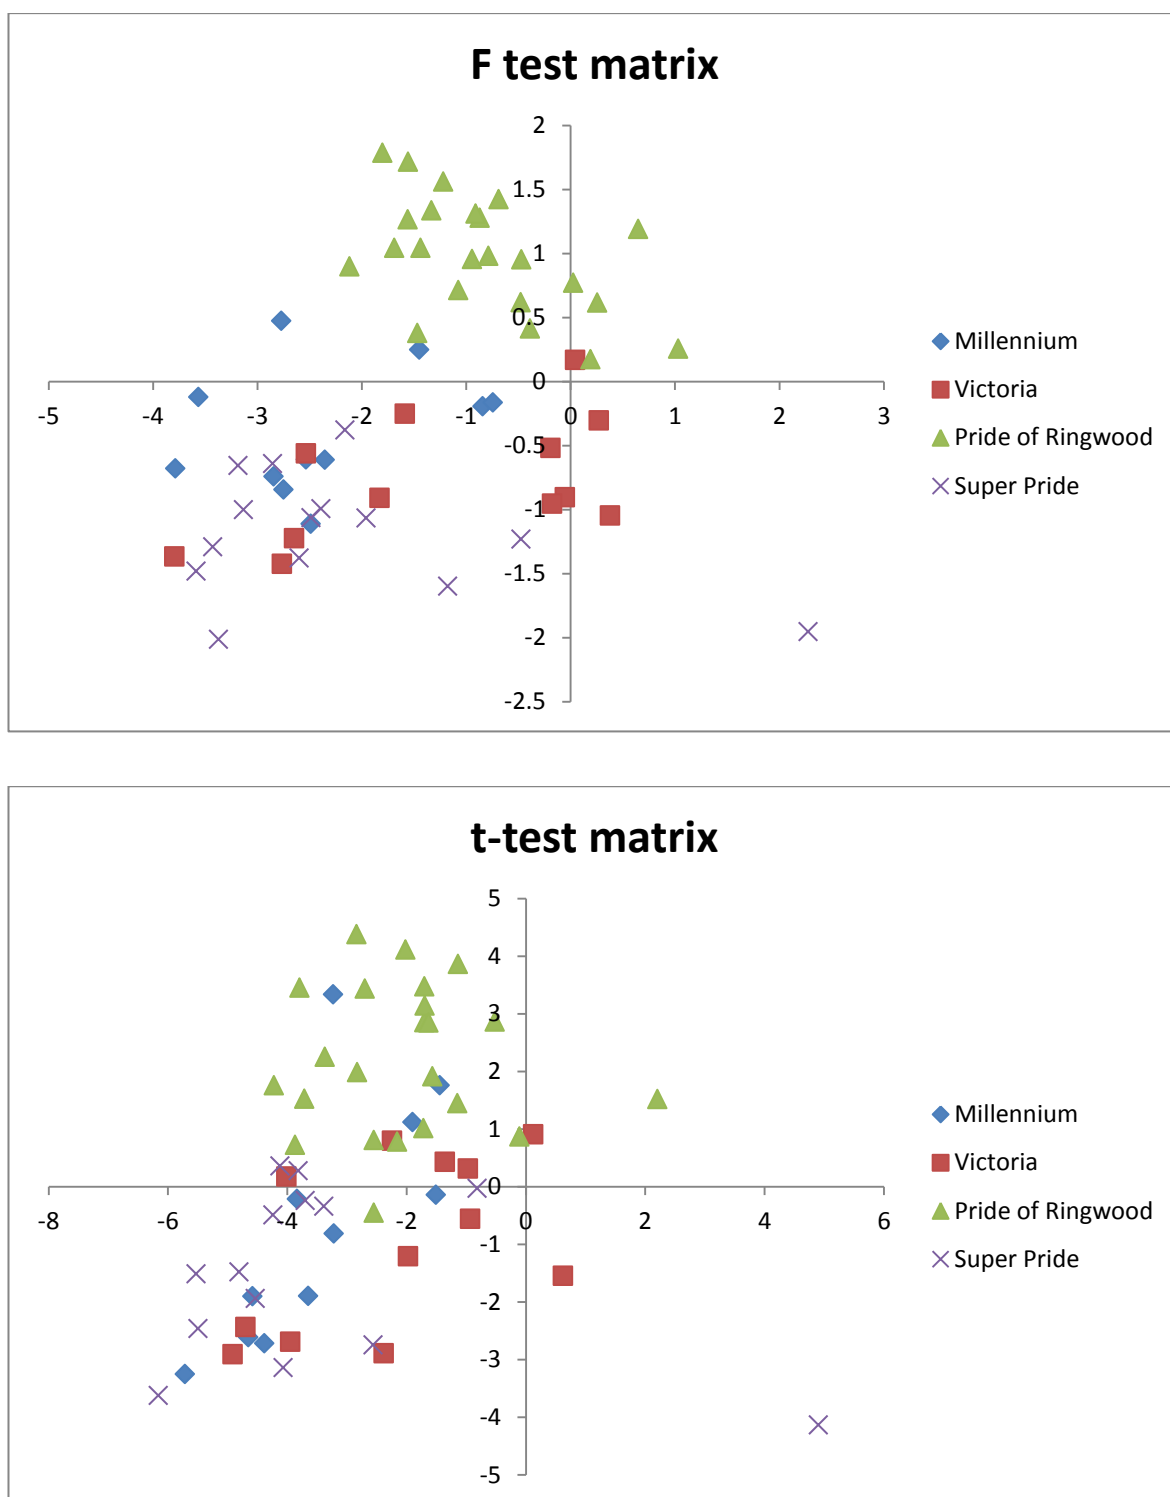 F test matrix
2
1.5
1
0.5
0
-0.5
-1
-1.5
-2
-2.5
-5 -4 -3 -2 -1 0 1 2 3
Millennium
Victoria
Pride of Ringwood
Super Pride
t-test matrix
5
4
3
2
1
0
-1
-2
-3
-4
-5
-8 -6 -4 -2 0 2 4 6
Millennium
Victoria
Pride of Ringwood
Super Pride